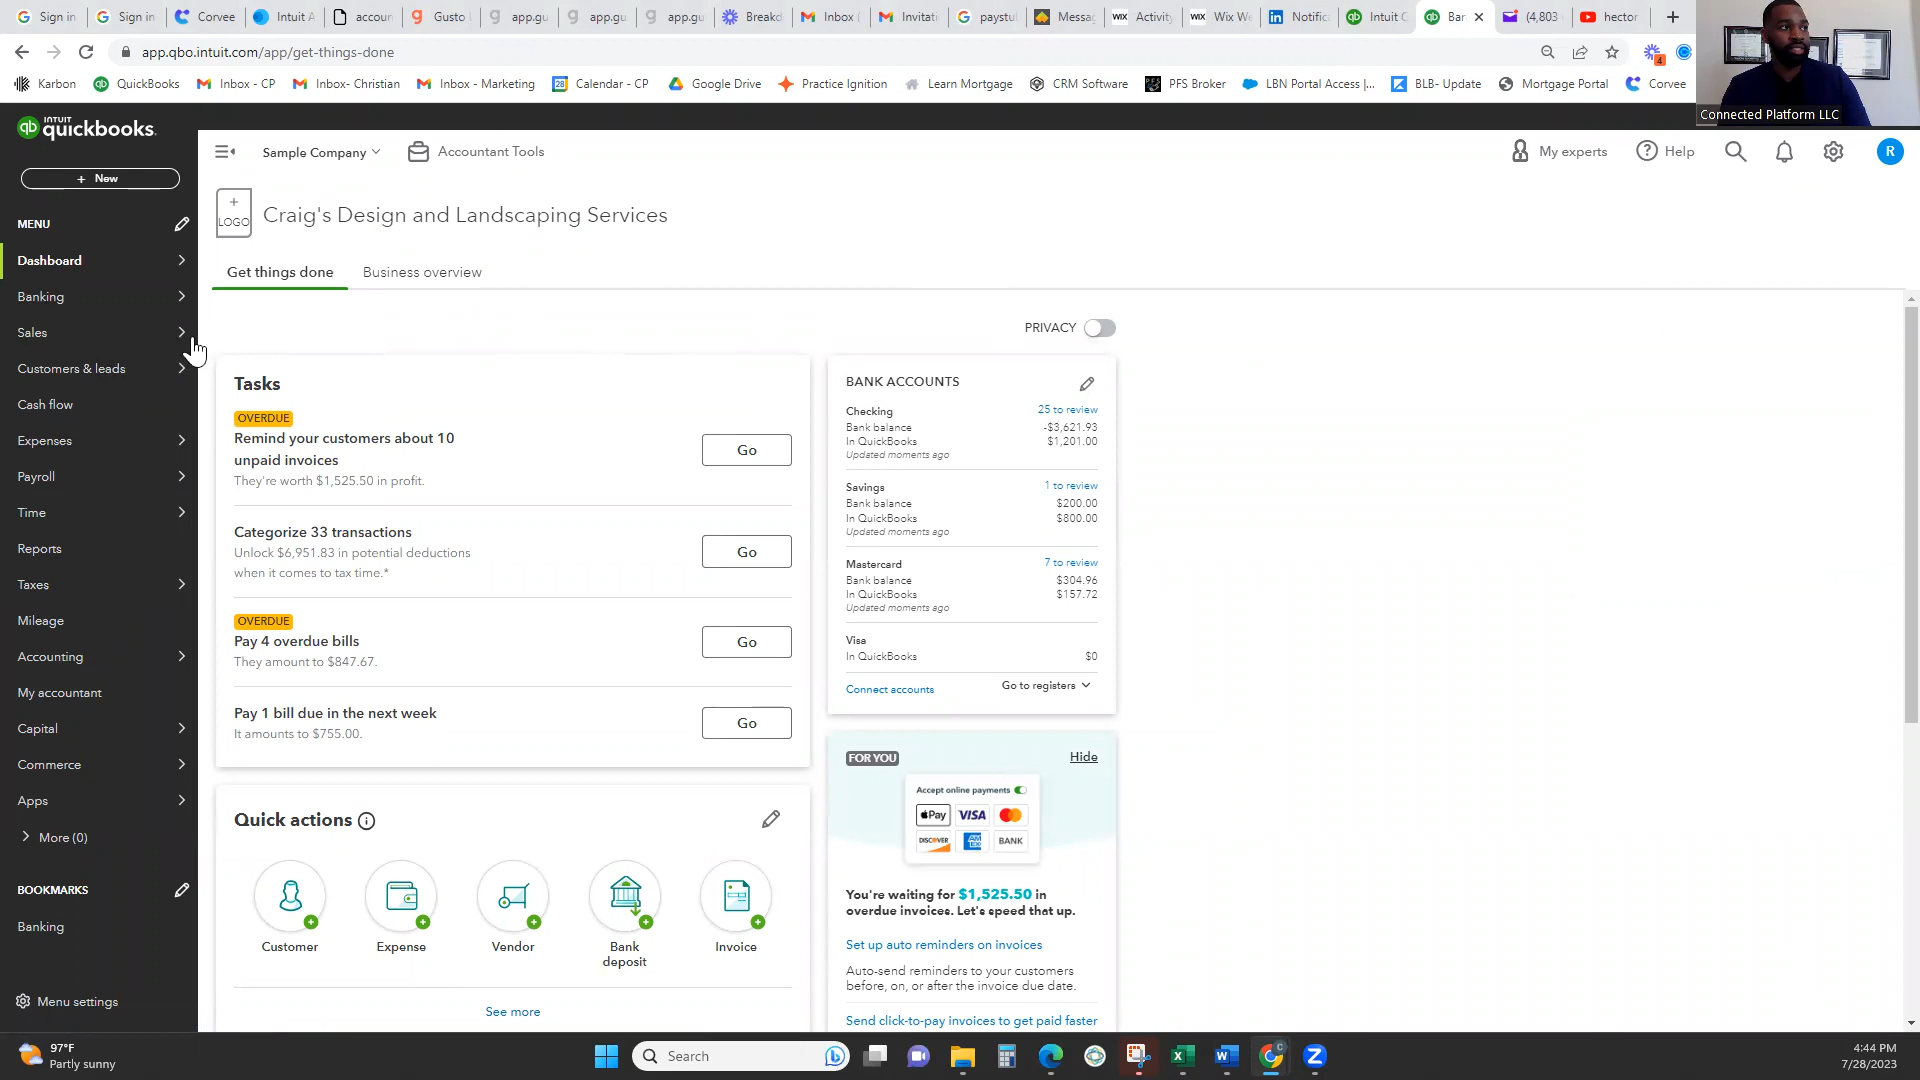 Sign in
Sign in
Corvee
Intuit A
accoun
Gusto
app.gu
app.gu
app.gu
Breakd
Inbox (
Invitati
paystu
Messa
WIX Activity
WIX Wix We
Notific
Intuit C
Ban
(4,803
hector
app.qbo.intuit.com/app/get-things-done
4
Karbon
QuickBooks
Inbox - CP
Inbox- Christian
Inbox - Marketing
28 Calendar - CP
Google Drive
Practice Ignition
Learn Mortgage
CRM Software
PFS Broker
LBN Portal Access |...
BLB- Update
Mortgage Portal
Corvee
Connected Platform LLC
INTUIT
quickbooks.
+ New
MENU
Dashboard
Banking
Sales
Customers & leads
Cash flow
Expenses
Payroll
Time
Reports
Taxes
Mileage
Accounting
My accountant
Capital
Commerce
Apps
More (0)
BOOKMARKS
Banking
Menu settings
Sample Company
Accountant Tools
My experts
Help
R
+
LOGO
Craig's Design and Landscaping Services
Get things done
Business overview
PRIVACY
Tasks
OVERDUE
Remind your customers about 10
unpaid invoices
They're worth $1,525.50 in profit.
Go
Categorize 33 transactions
Unlock $6,951.83 in potential deductions
when it comes to tax time.*
Go
OVERDUE
Pay 4 overdue bills
They amount to $847.67.
Go
Pay 1 bill due in the next week
It amounts to $755.00.
Go
Quick actions
Customer
Expense
Vendor
Bank
deposit
Invoice
See more
BANK ACCOUNTS
Checking 25 to review
Bank balance -$3,621.93
In QuickBooks $1,201.00
Updated moments ago
Savings 1 to review
Bank balance $200.00
In QuickBooks $800.00
Updated moments ago
Mastercard 7 to review
Bank balance $304.96
In QuickBooks $157.72
Updated moments ago
Visa
In QuickBooks $0
Connect accounts Go to registers
FOR YOU Hide
Accept online payments
Pay VISA
DISCOVER AMEX BANK
You're waiting for $1,525.50 in
overdue invoices. Let's speed that up.
Set up auto reminders on invoices
Auto-send reminders to your customers
before, on, or after the invoice due date.
Send click-to-pay invoices to get paid faster
97°F
Partly sunny
Search
4:44 PM
7/28/2023